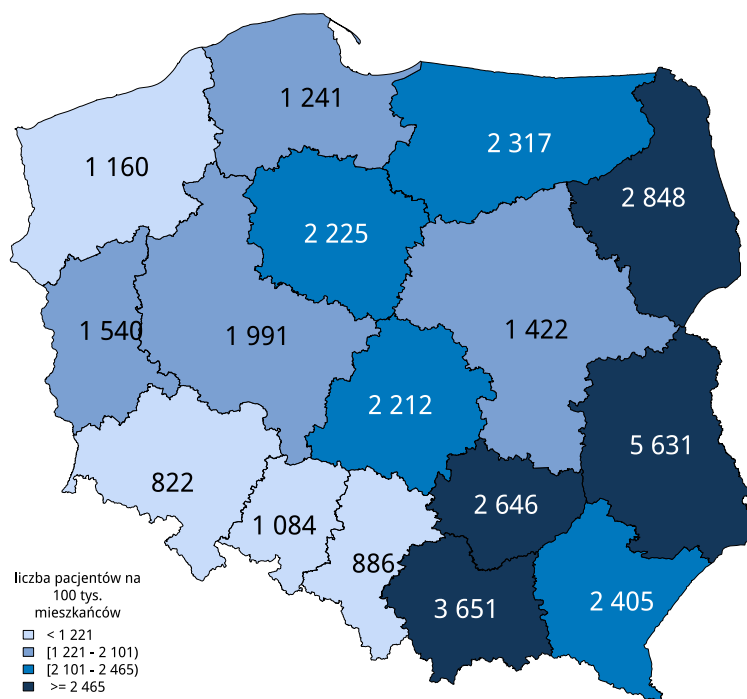 1 241
2 317
1 160
2 848
2 225
1 540
1 991
1 422
2 212
5 631
822
2 646
1 084
886
3 651
2 405
liczba pacjentów na
100 tys.
mieszkańców
< 1 221
[1 221 - 2 101)
[2 101 - 2 465)
>= 2 465